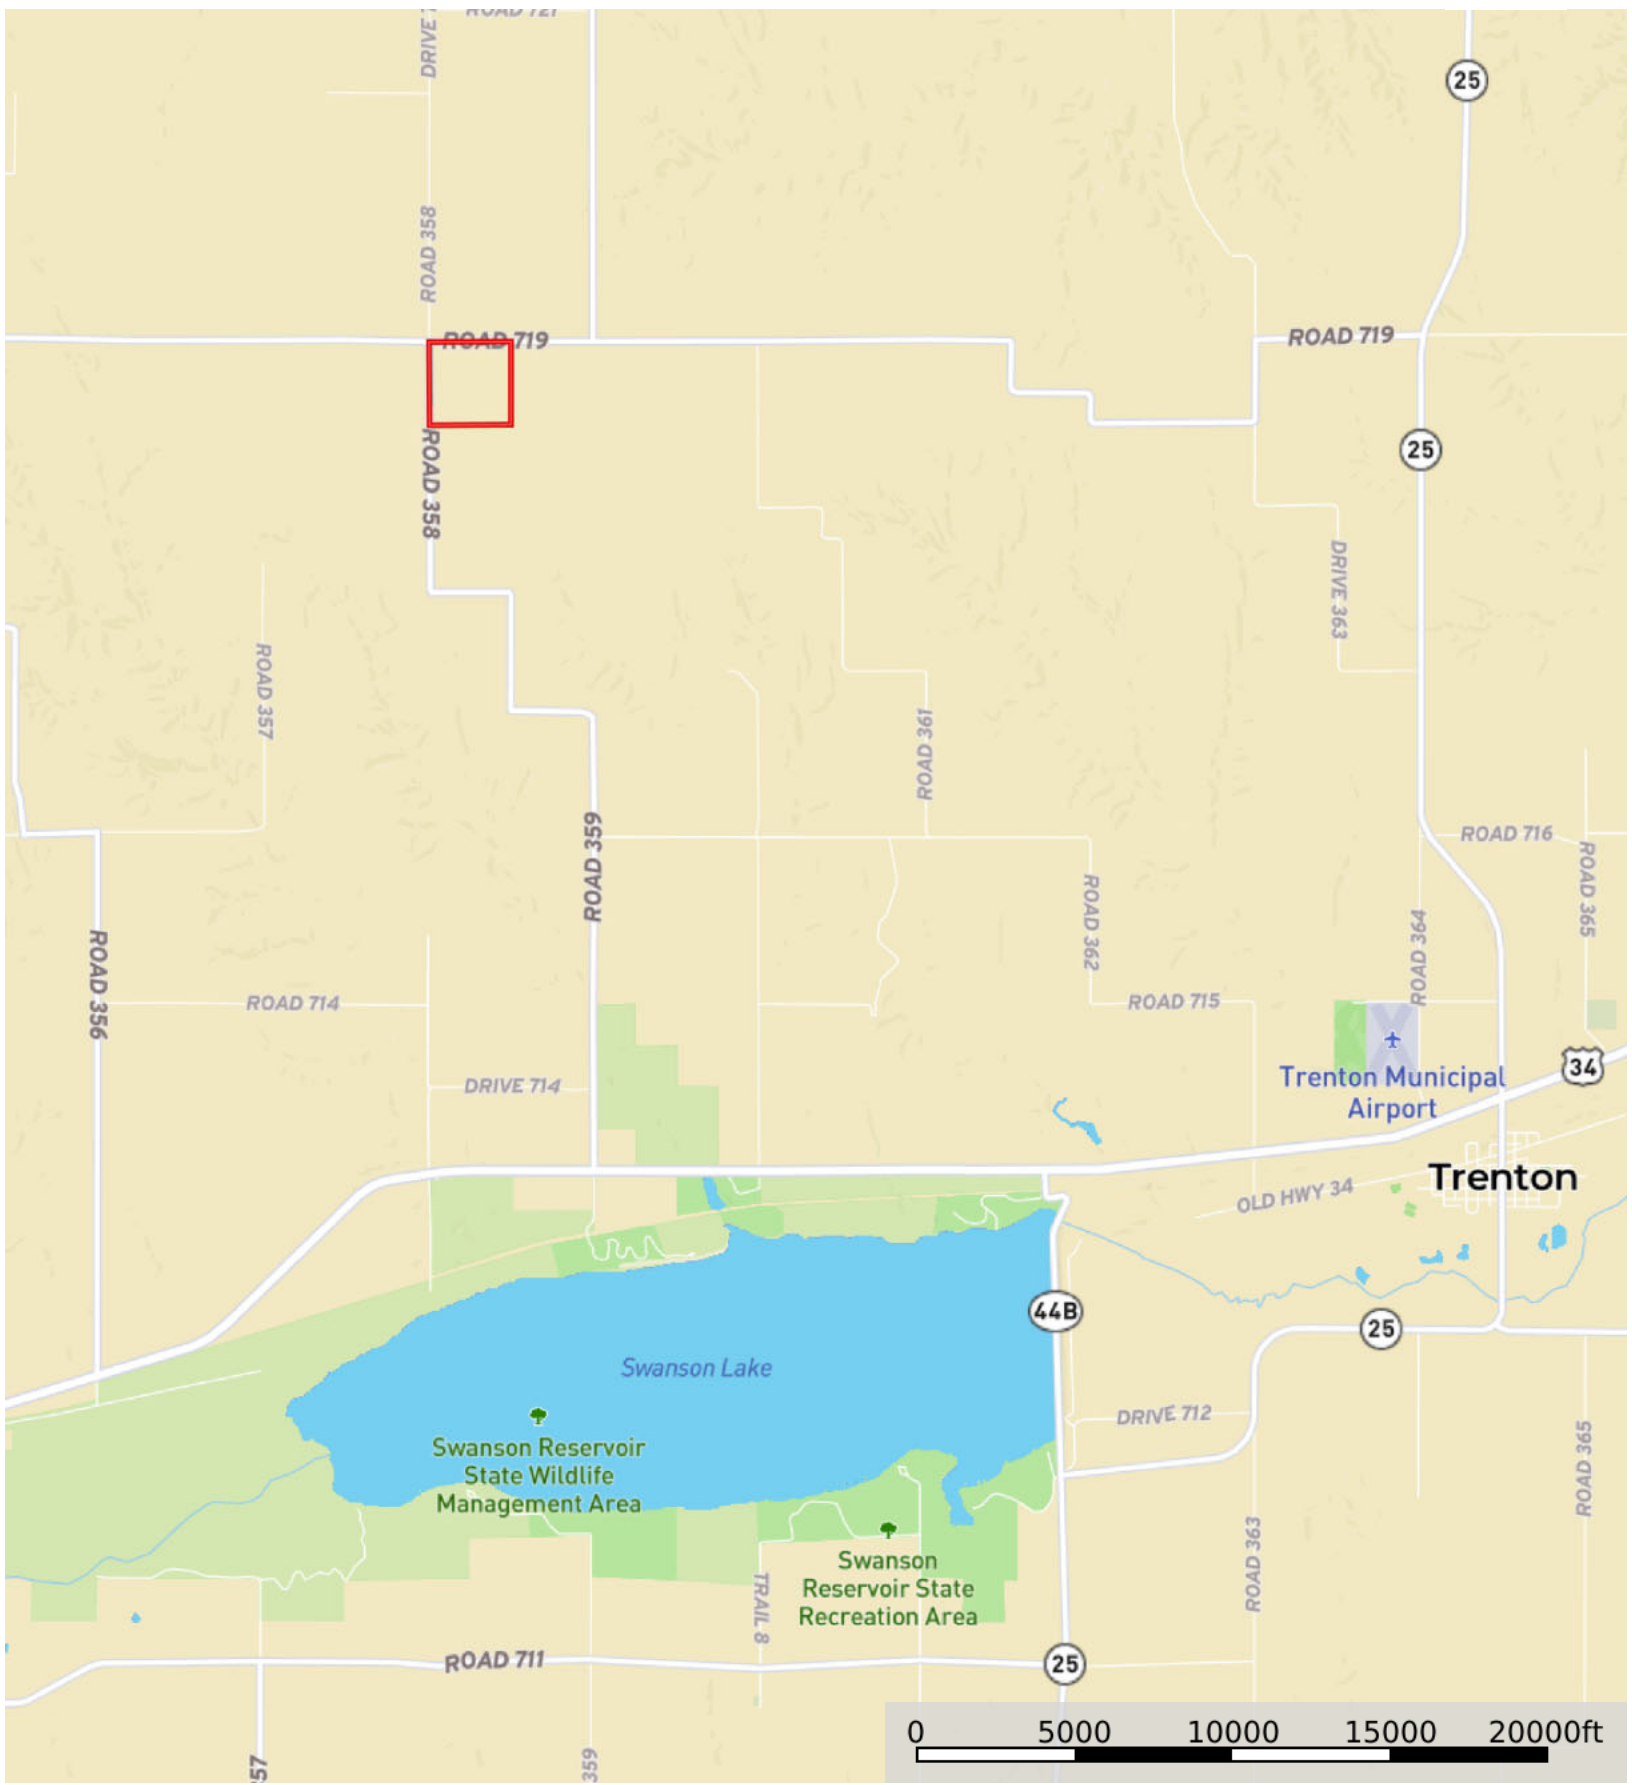 ROAD 721
DRIVE
25
ROAD 358
ROAD 719
ROAD 719
25
ROAD 358
DRIVE 363
ROAD 357
ROAD 361
ROAD 359
ROAD 716
ROAD 365
ROAD 362
ROAD 364
ROAD 356
ROAD 714
ROAD 715
34
DRIVE 714
Trenton Municipal
Airport
Trenton
OLD HWY 34
44B
25
Swanson Lake
DRIVE 712
Swanson Reservoir
State Wildlife
Management Area
ROAD 365
Swanson
Reservoir State
Recreation Area
ROAD 363
TRAIL 8
ROAD 711
25
0 5000 10000 15000 20000ft
357
359